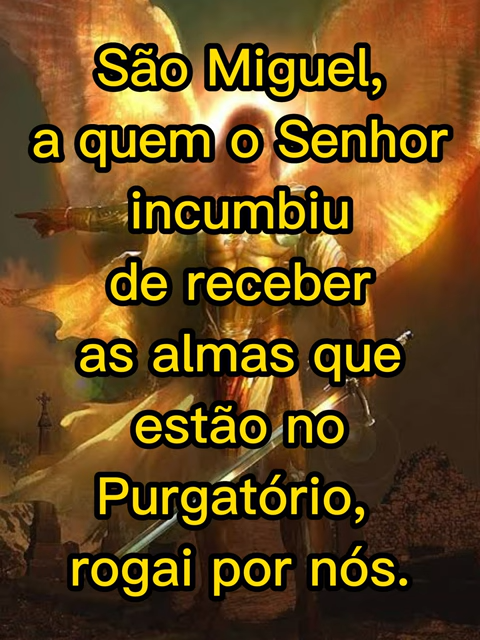 São Miguel,
a quem o Senhor
incumbiu
de receber
as almas que
estão no
Purgatório,
rogai por nós.